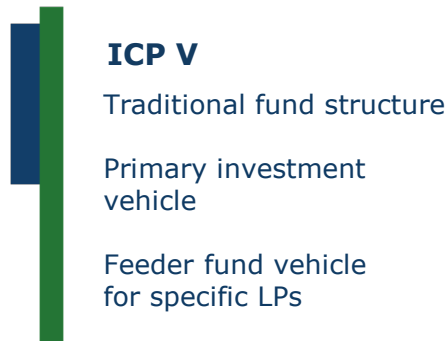 ICP V
Traditional fund structure
Primary investment
vehicle
Feeder fund vehicle
for specific LPs